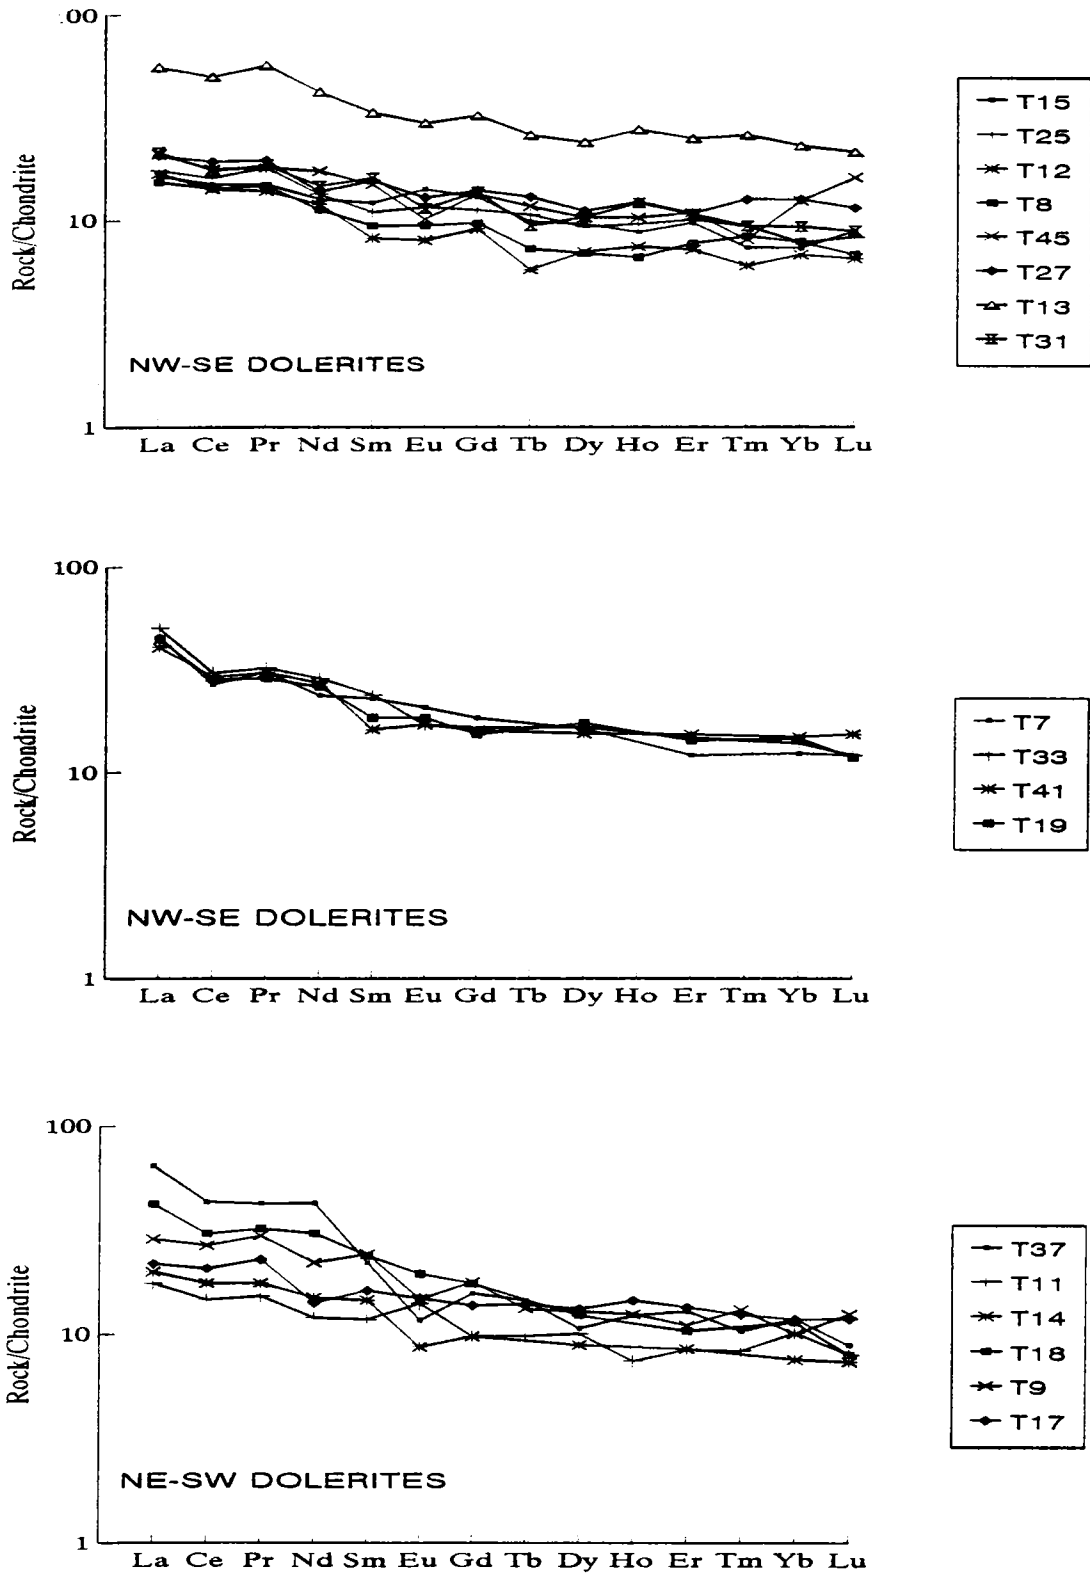 .00
Rock/Chondrite
10
1
NW-SE DOLERITES
La Ce Pr Nd Sm Eu Gd Tb Dy Ho Er Tm Yb Lu
T15
T25
T12
T8
T45
T27
T13
T31
100
Rock/Chondrite
10
1
NW-SE DOLERITES
La Ce Pr Nd Sm Eu Gd Tb Dy Ho Er Tm Yb Lu
T7
T33
T41
T19
100
Rock/Chondrite
10
1
NE-SW DOLERITES
La Ce Pr Nd Sm Eu Gd Tb Dy Ho Er Tm Yb Lu
T37
T11
T14
T18
T9
T17